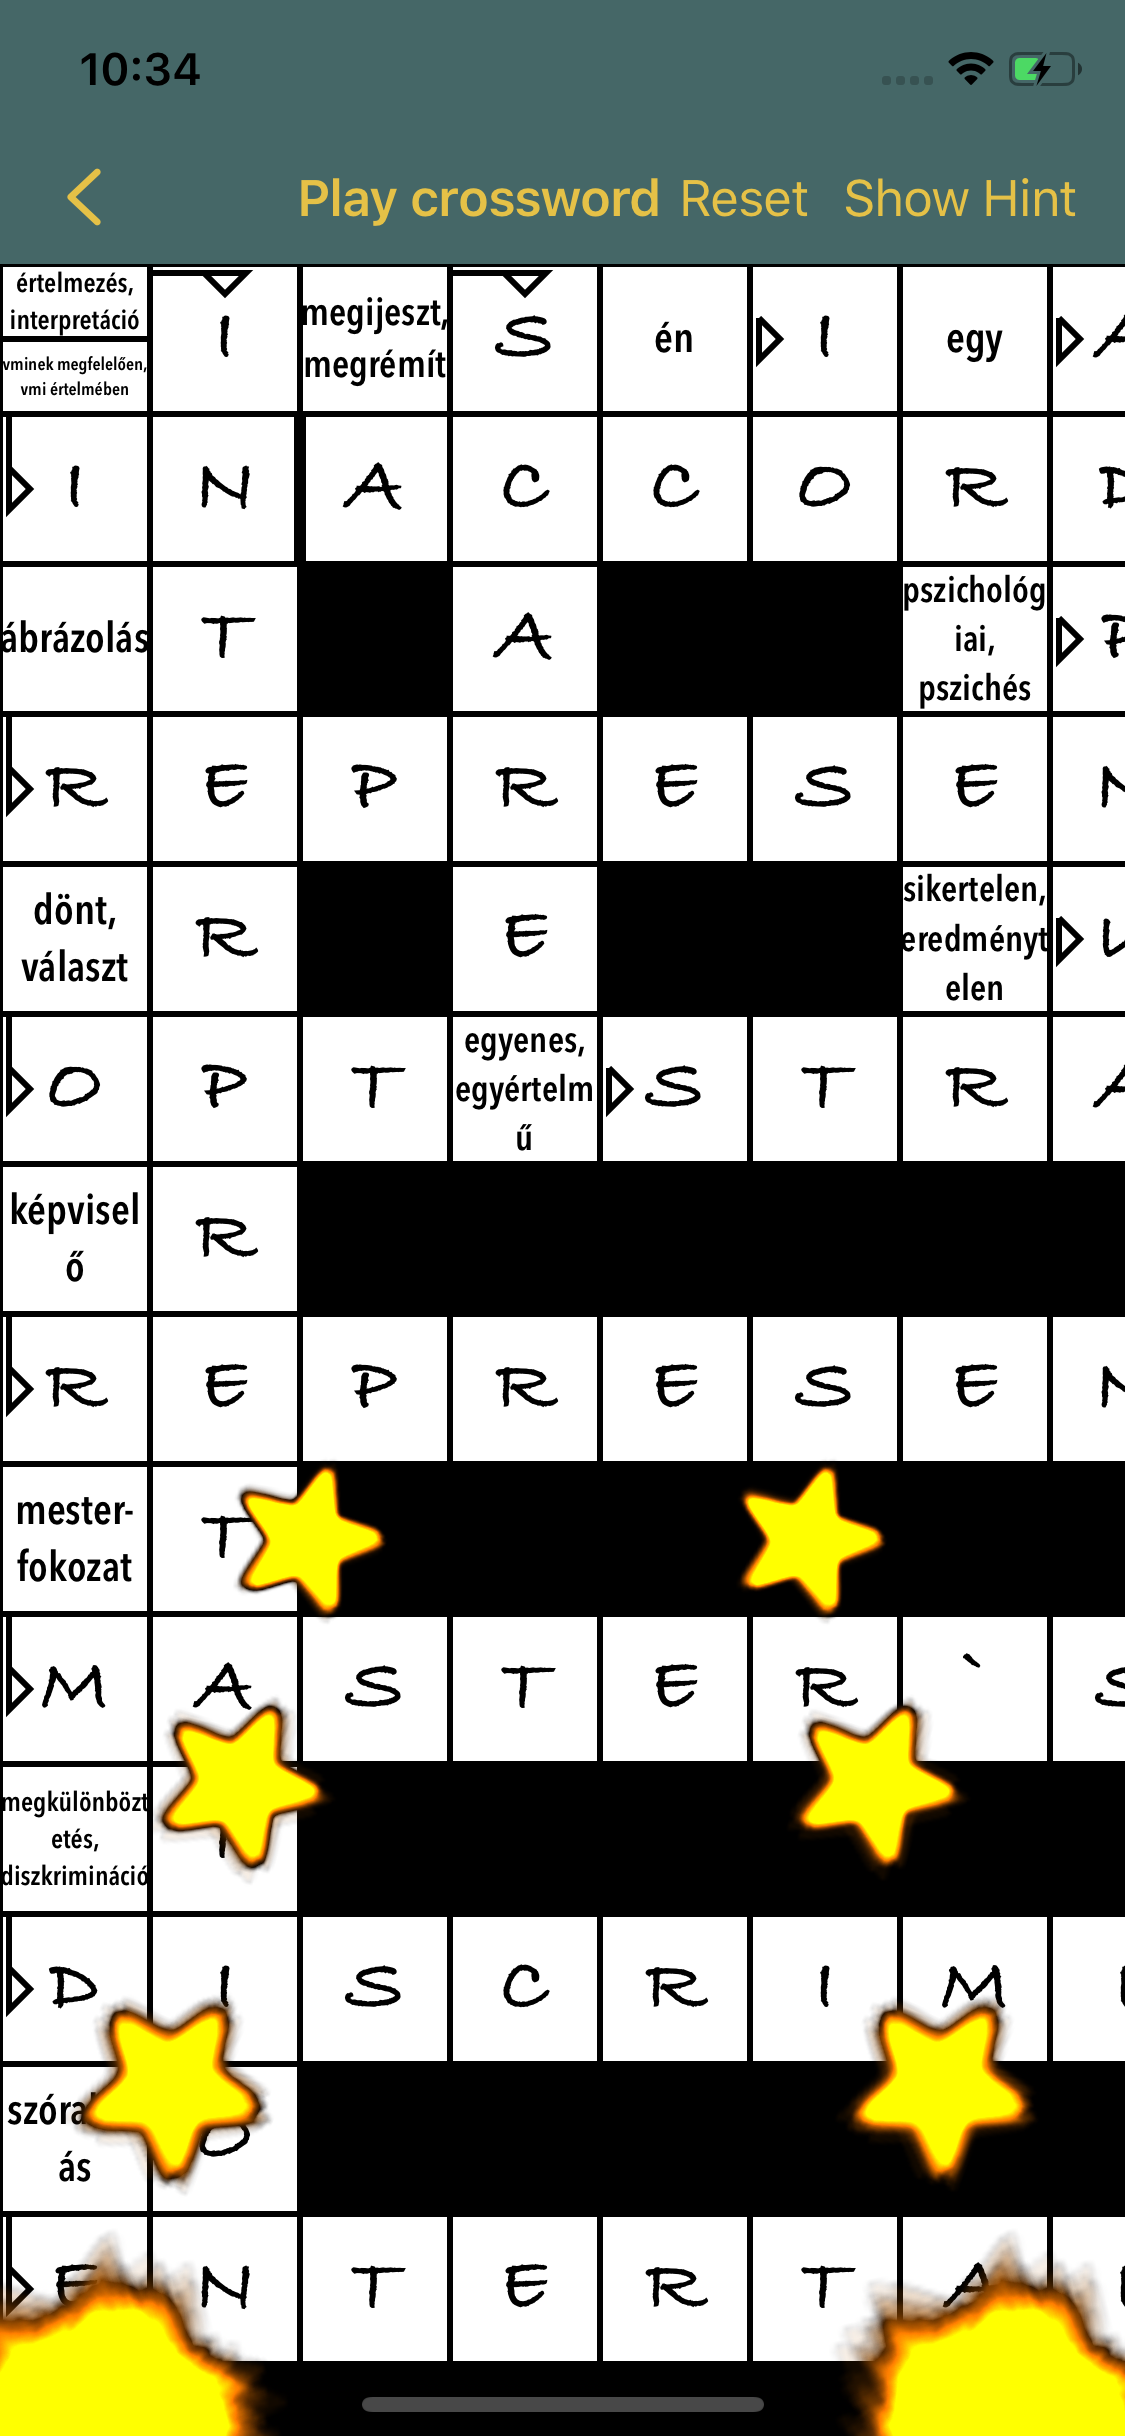 10:34
Play crossword Reset Show Hint
értelmezés,
interpretáció
vminek megfelelően,
vmi értelmében
I
megijeszt,
megrémít
S
én
I
egy
A
I N A C C O R D
ábrázolás
T
A
pszichológ
iai,
pszichés
P
R E P R E S E N
dönt,
választ
R
E
sikertelen,
eredményt
elen
O P T
egyenes,
egyértelm
ű
S T R A
képvisel
ő
R
R E P R E S E N
mester-
fokozat
T
M A S T E R ` S
megkülönbözt
etés,
diszkrimináció
D I S C R I M
ás
E N T E R T A